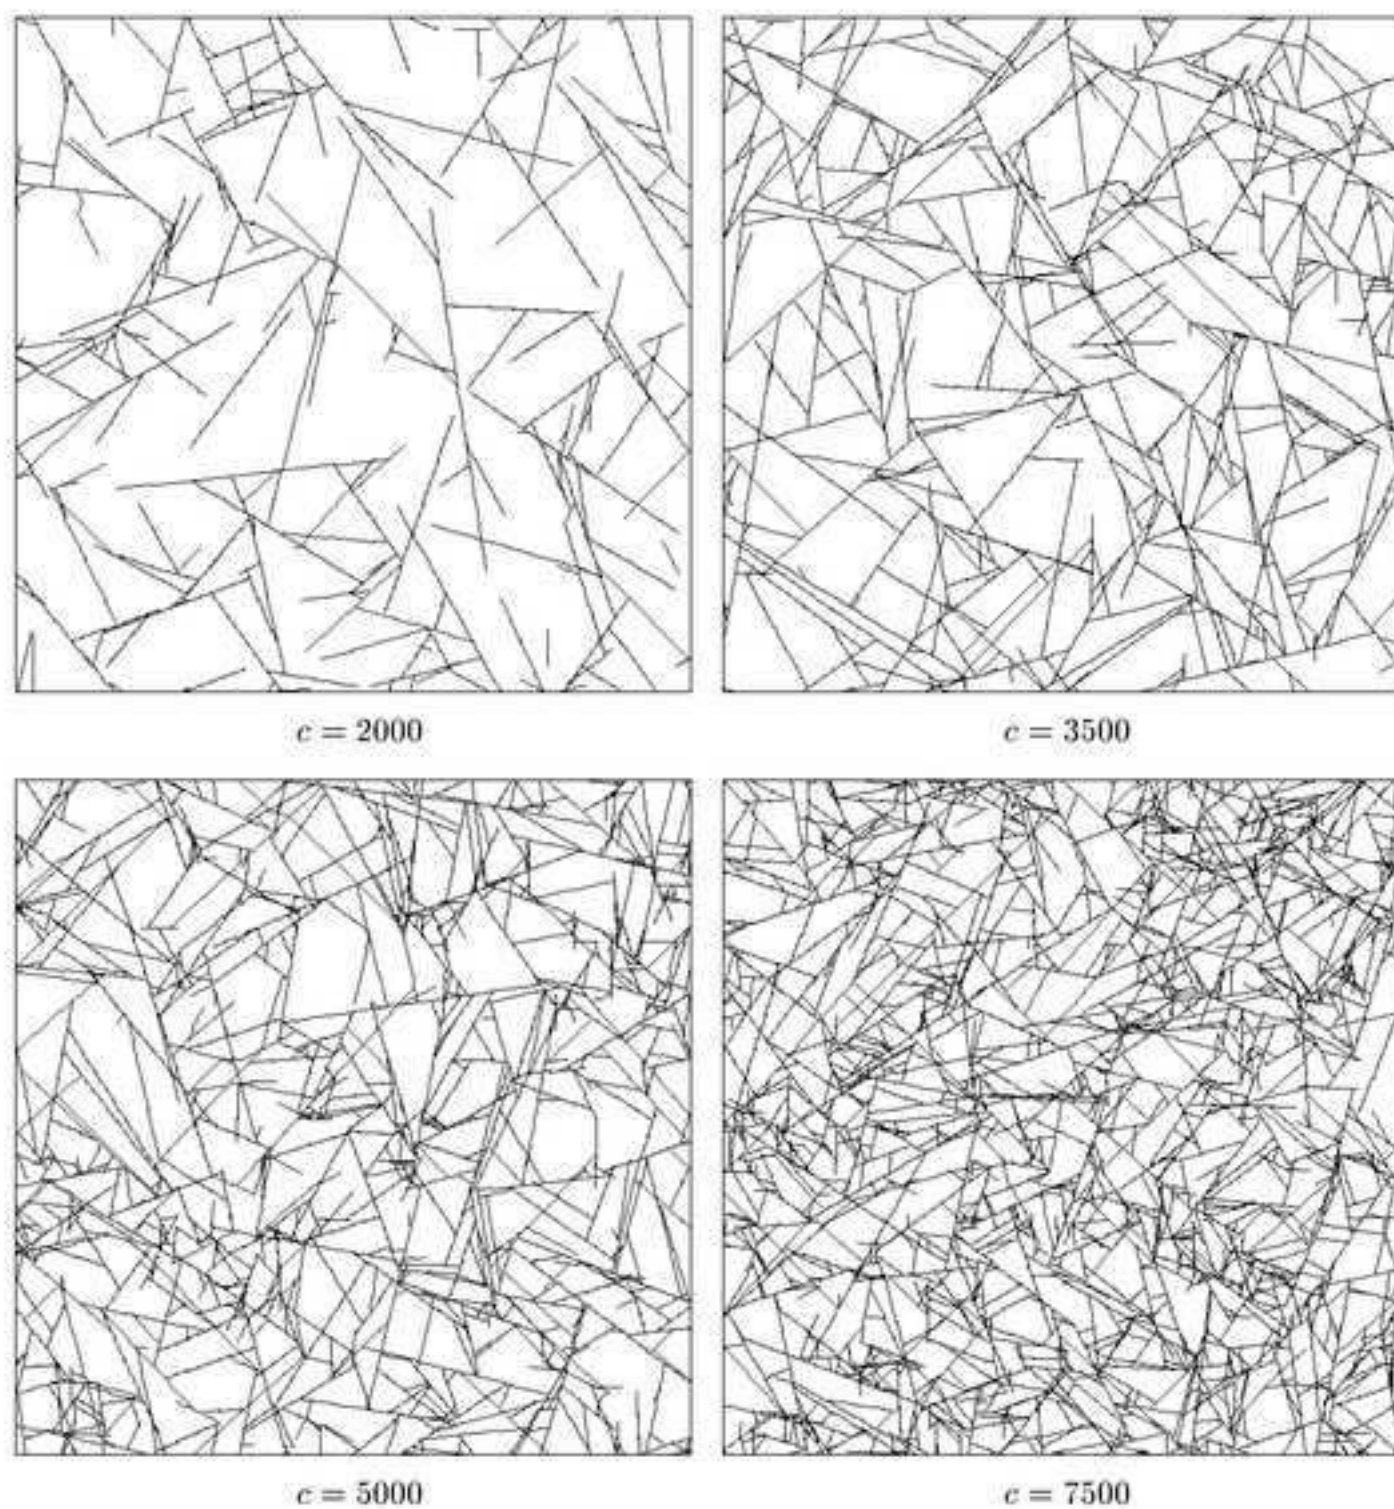 c = 2000
c = 3500
c = 5000
c = 7500